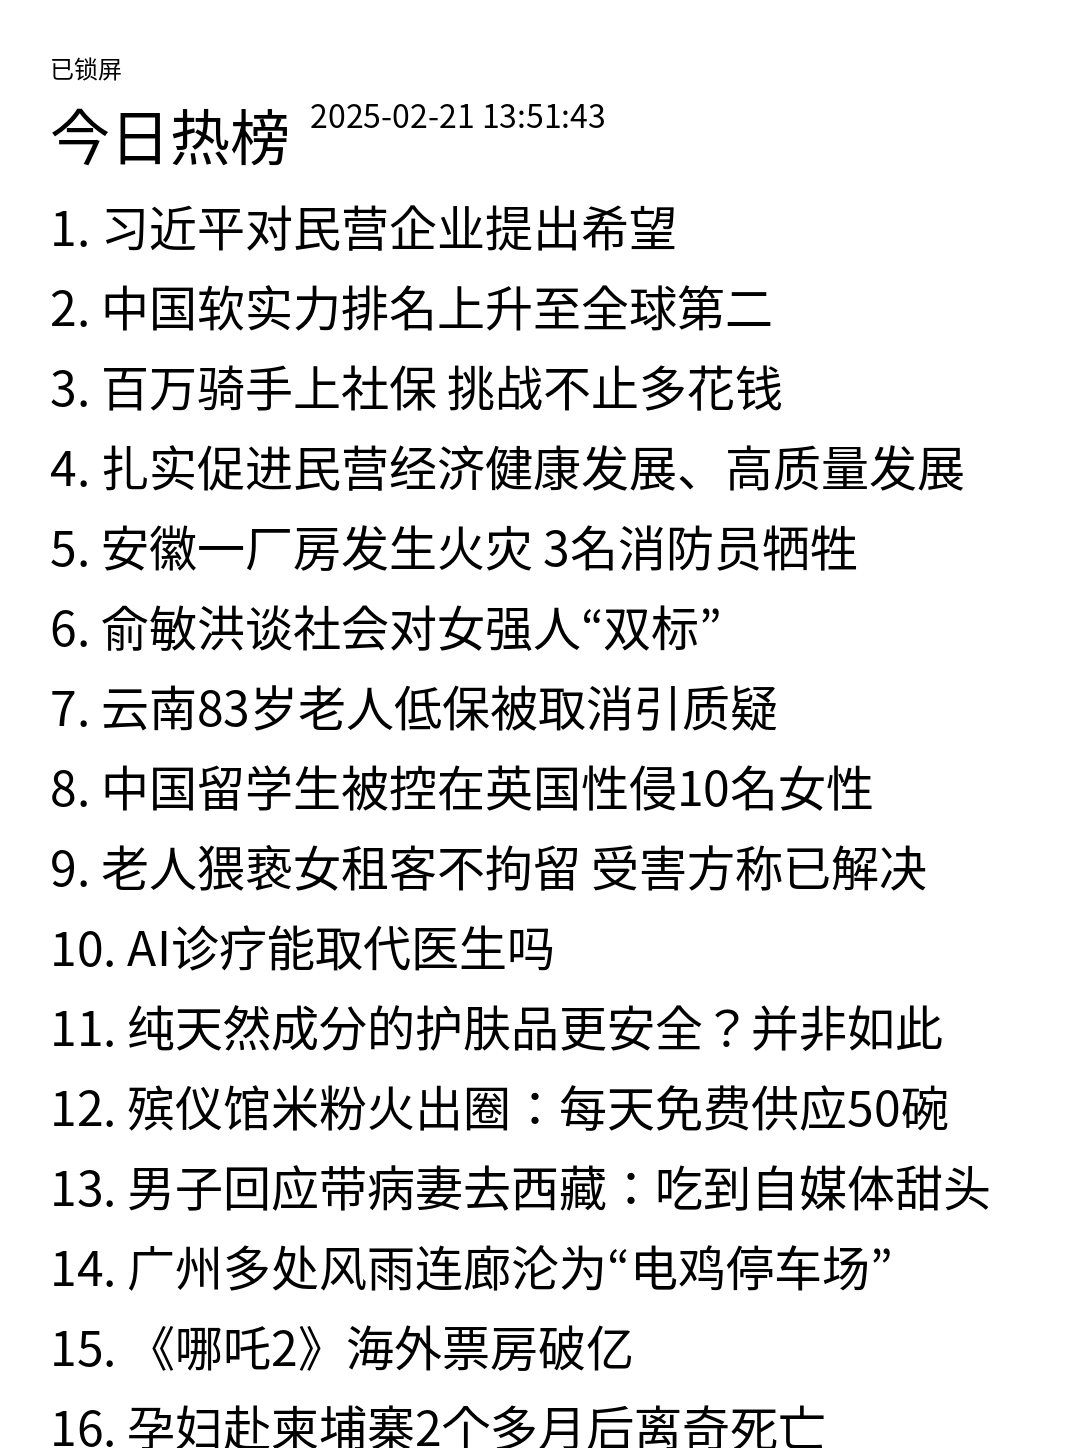 已锁屏
今日热榜 2025-02-21 13:51:43
1. 习近平对民营企业提出希望
2. 中国软实力排名上升至全球第二
3. 百万骑手上社保 挑战不止多花钱
4. 扎实促进民营经济健康发展、高质量发展
5. 安徽一厂房发生火灾 3名消防员牺牲
6. 俞敏洪谈社会对女强人“双标”
7. 云南83岁老人低保被取消引质疑
8. 中国留学生被控在英国性侵10名女性
9. 老人猥亵女租客不拘留 受害方称已解决
10. AI诊疗能取代医生吗
11. 纯天然成分的护肤品更安全？并非如此
12. 殡仪馆米粉火出圈：每天免费供应50碗
13. 男子回应带病妻去西藏：吃到自媒体甜头
14. 广州多处风雨连廊沦为“电鸡停车场”
15. 《哪吒2》海外票房破亿
16. 孕妇赴柬埔寨2个多月后离奇死亡